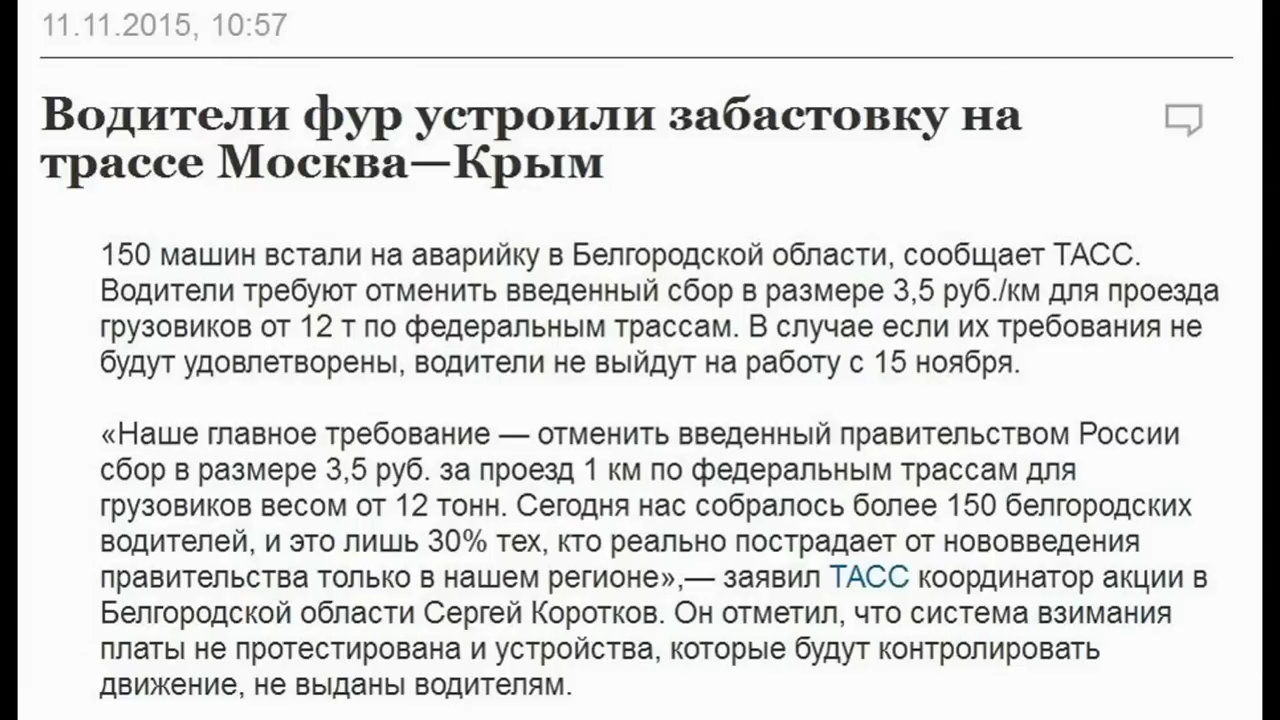 11.11.2015, 10:57
Водители фур устроили забастовку на
трассе Москва—Крым
150 машин встали на аварийку в Белгородской области, сообщает ТАСС.
Водители требуют отменить введенный сбор в размере 3,5 руб./км для проезда
грузовиков от 12 т по федеральным трассам. В случае если их требования не
будут удовлетворены, водители не выйдут на работу с 15 ноября.
«Наше главное требование — отменить введенный правительством России
сбор в размере 3,5 руб. за проезд 1 км по федеральным трассам для
грузовиков весом от 12 тонн. Сегодня нас собралось более 150 белгородских
водителей, и это лишь 30% тех, кто реально пострадает от нововведения
правительства только в нашем регионе»,— заявил ТАСС координатор акции в
Белгородской области Сергей Коротков. Он отметил, что система взимания
платы не протестирована и устройства, которые будут контролировать
движение, не выданы водителям.